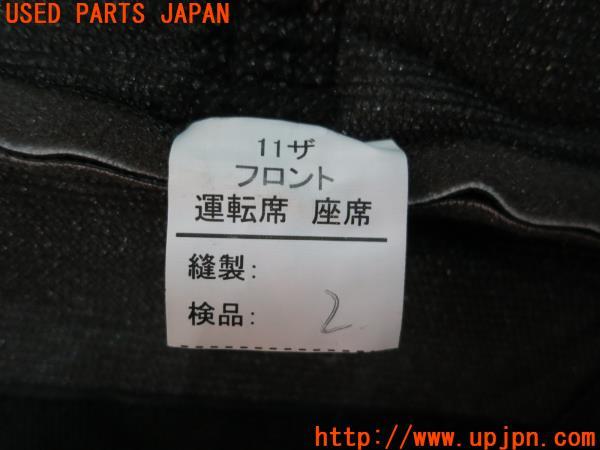 USED PARTS JAPAN
11ザ
フロント
運転席 座席
縫製:
検品: 2
http://www.upjpn.com/